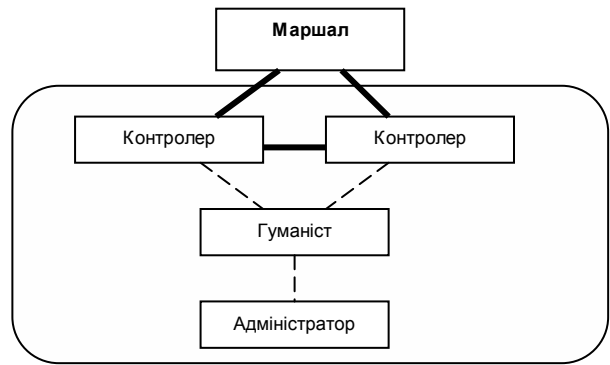 Маршал
Контролер
Контролер
Гуманіст
Адміністратор